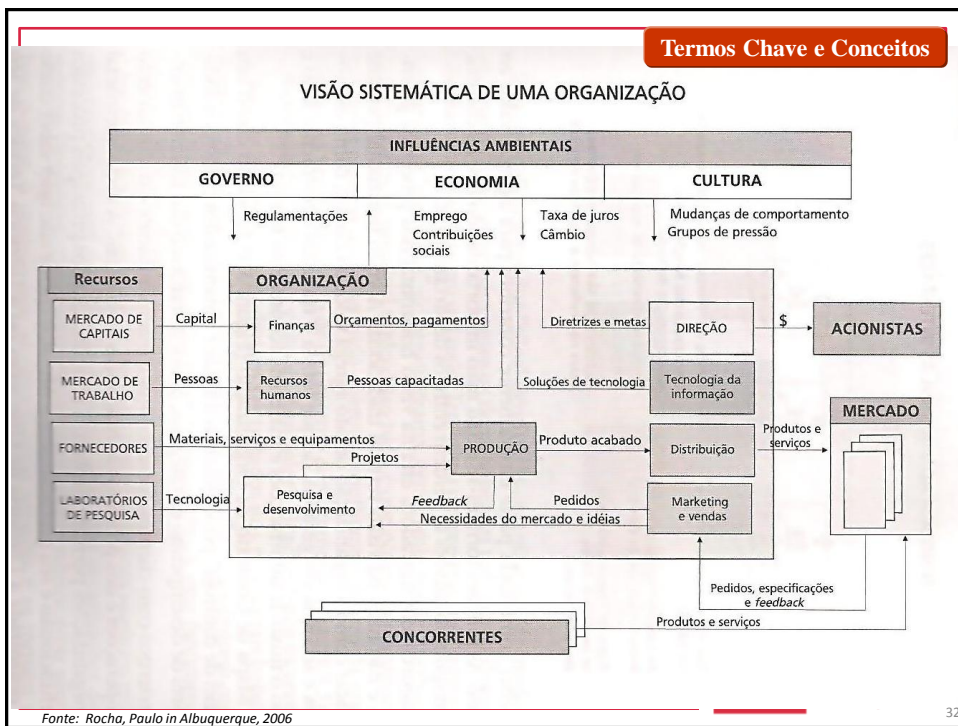 Termos Chave e Conceitos
VISÃO SISTEMÁTICA DE UMA ORGANIZAÇÃO
INFLUÊNCIAS AMBIENTAIS
GOVERNO
ECONOMIA
CULTURA
Regulamentações
Emprego
Contribuições
sociais
Taxa de juros
Câmbio
Mudanças de comportamento
Grupos de pressão
Recursos
MERCADO DE
CAPITAIS
MERCADO DE
TRABALHO
FORNECEDORES
LABORATÓRIOS
DE PESQUISA
Capital
Pessoas
Materiais, serviços e equipamentos
Tecnologia
ORGANIZAÇÃO
Finanças
Orçamentos, pagamentos
Diretrizes e metas
DIREÇÃO
$
ACIONISTAS
Recursos
humanos
Pessoas capacitadas
Soluções de tecnologia
Tecnologia da
informação
MERCADO
Projetos
PRODUÇÃO
Produto acabado
Distribuição
Produtos e
serviços
Pesquisa e
desenvolvimento
Feedback
Pedidos
Necessidades do mercado e idéias
Marketing
e vendas
Pedidos, especificações
e feedback
Produtos e serviços
CONCORRENTES
Fonte: Rocha, Paulo in Albuquerque, 2006
32